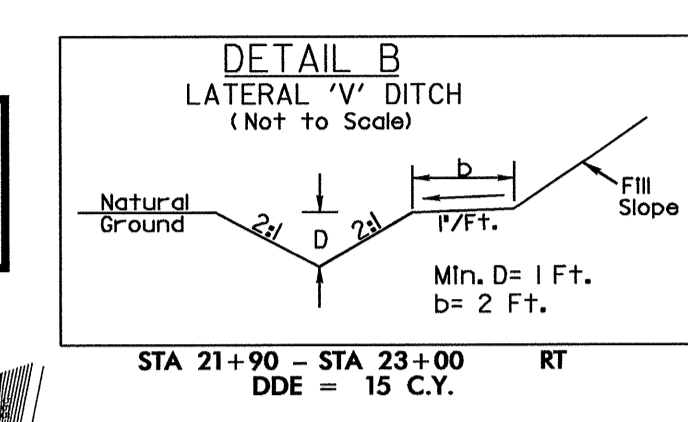 DETAIL B
LATERAL 'V' DITCH
(Not to Scale)
b
Natural
Ground
2:1
D
2:1
1"/Ft.
Fill
Slope
Min. D= 1 Ft.
b= 2 Ft.
STA 21+90 – STA 23+00 RT
DDE = 15 C.Y.